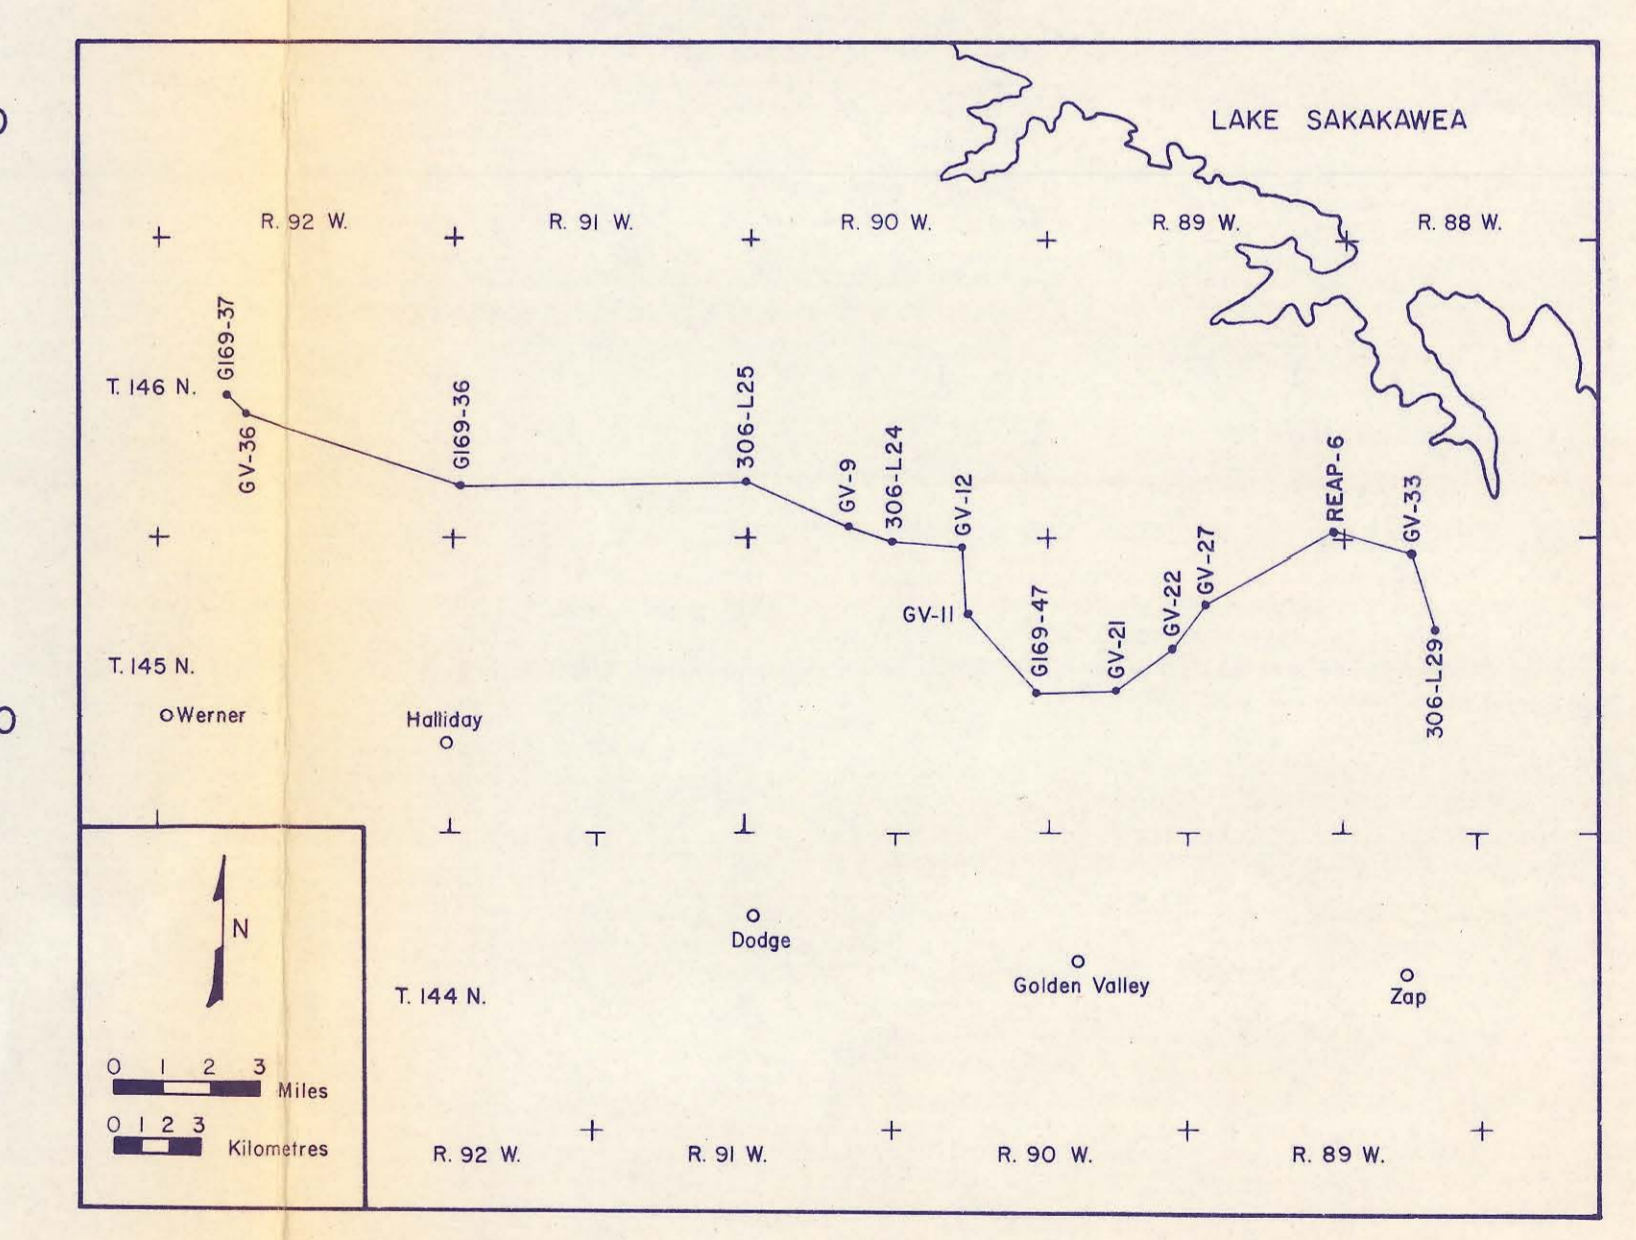 LAKE SAKAKAWEA
R. 92 W.
R. 91 W.
R. 90 W.
R. 89 W.
R. 88 W.
T. 146 N.
G169-37
GV-36
G169-36
306-L25
GV-9
306-L24
GV-12
GV-11
G169-47
GV-21
GV-22
GV-27
REAP-6
GV-33
306-L29
T. 145 N.
Werner
Halliday
Dodge
Golden Valley
Zap
T. 144 N.
N
0 1 2 3
Miles
0 1 2 3
Kilometres
R. 92 W.
R. 91 W.
R. 90 W.
R. 89 W.